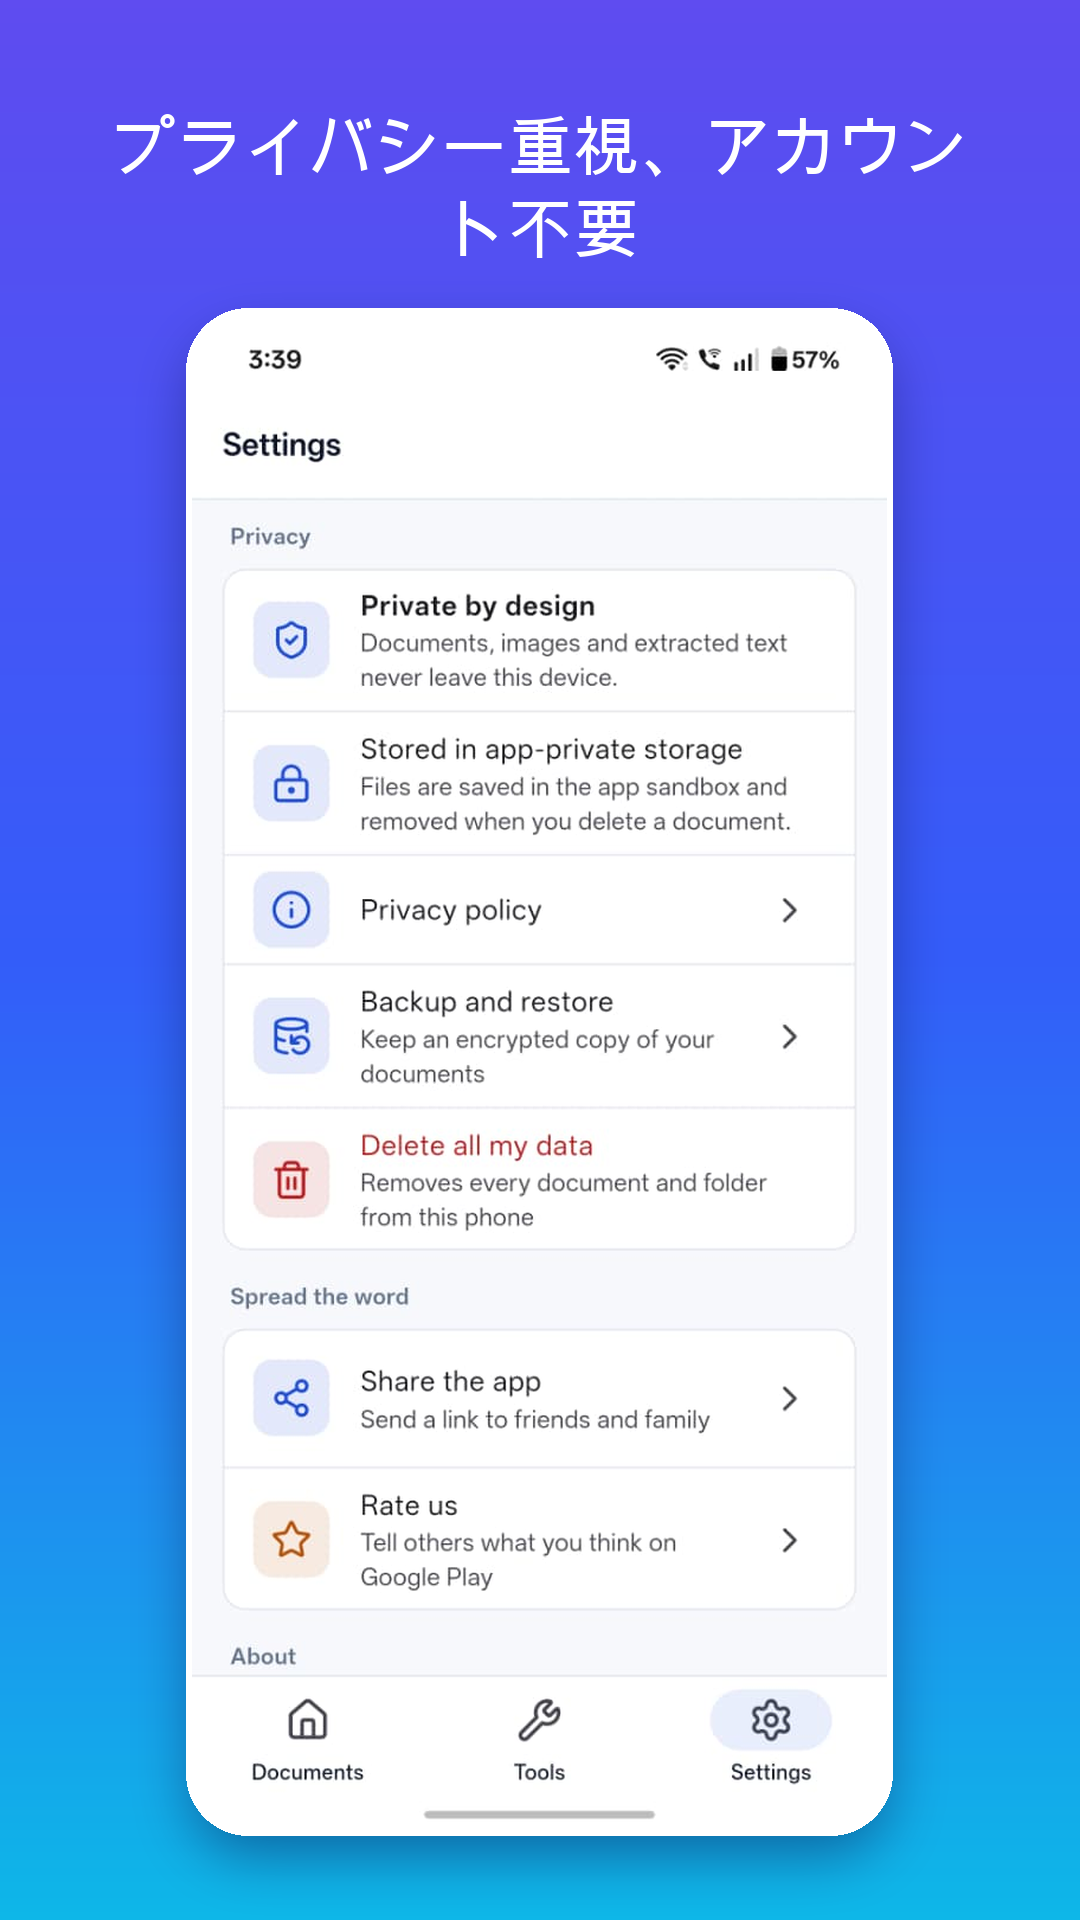 プライバシー重視、アカウン
ト不要
3:39
57%
Settings
Privacy
Private by design
Documents, images and extracted text
never leave this device.
Stored in app-private storage
Files are saved in the app sandbox and
removed when you delete a document.
Privacy policy
Backup and restore
Keep an encrypted copy of your
documents
Delete all my data
Removes every document and folder
from this phone
Spread the word
Share the app
Send a link to friends and family
Rate us
Tell others what you think on
Google Play
About
Documents
Tools
Settings